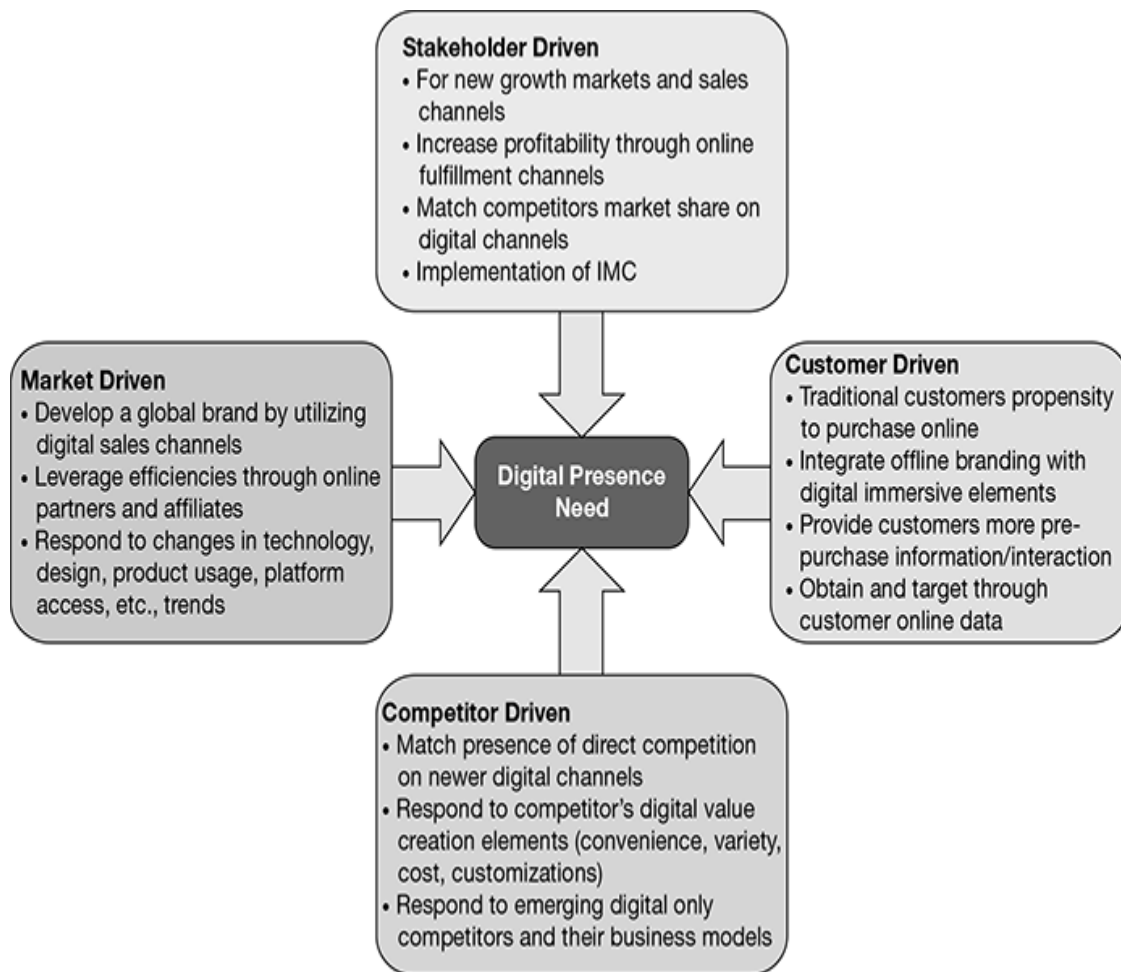 Stakeholder Driven
• For new growth markets and sales
channels
• Increase profitability through online
fulfillment channels
• Match competitors market share on
digital channels
• Implementation of IMC
Market Driven
• Develop a global brand by utilizing
digital sales channels
• Leverage efficiencies through online
partners and affiliates
• Respond to changes in technology,
design, product usage, platform
access, etc., trends
Digital Presence
Need
Customer Driven
• Traditional customers propensity
to purchase online
• Integrate offline branding with
digital immersive elements
• Provide customers more pre-
purchase information/interaction
• Obtain and target through
customer online data
Competitor Driven
• Match presence of direct competition
on newer digital channels
• Respond to competitor’s digital value
creation elements (convenience, variety,
cost, customizations)
• Respond to emerging digital only
competitors and their business models